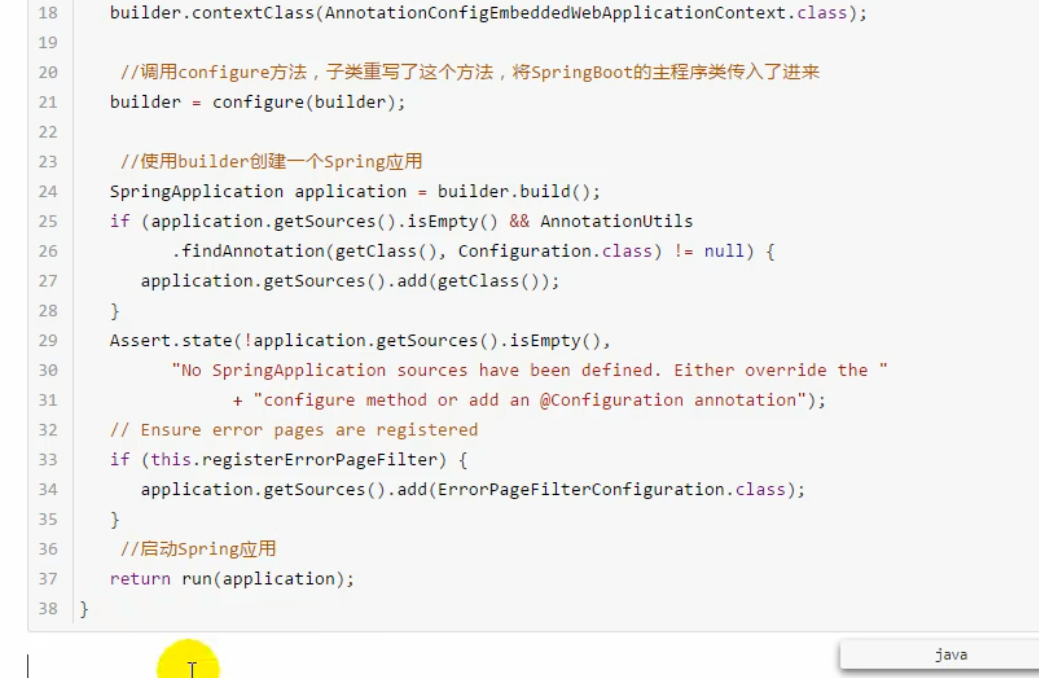 18 builder.contextClass(AnnotationConfigEmbeddedWebApplicationContext.class);
19
20 //调用configure方法，子类重写了这个方法，将SpringBoot的主程序类传入了进来
21 builder = configure(builder);
22
23 //使用builder创建一个Spring应用
24 SpringApplication application = builder.build();
25 if (application.getSources().isEmpty() && AnnotationUtils
26 .findAnnotation(getClass(), Configuration.class) != null) {
27 application.getSources().add(getClass());
28 }
29 Assert.state(!application.getSources().isEmpty(),
30 "No SpringApplication sources have been defined. Either override the "
31 + "configure method or add an @Configuration annotation");
32 // Ensure error pages are registered
33 if (this.registerErrorPageFilter) {
34 application.getSources().add(ErrorPageFilterConfiguration.class);
35 }
36 //启动Spring应用
37 return run(application);
38 }
java